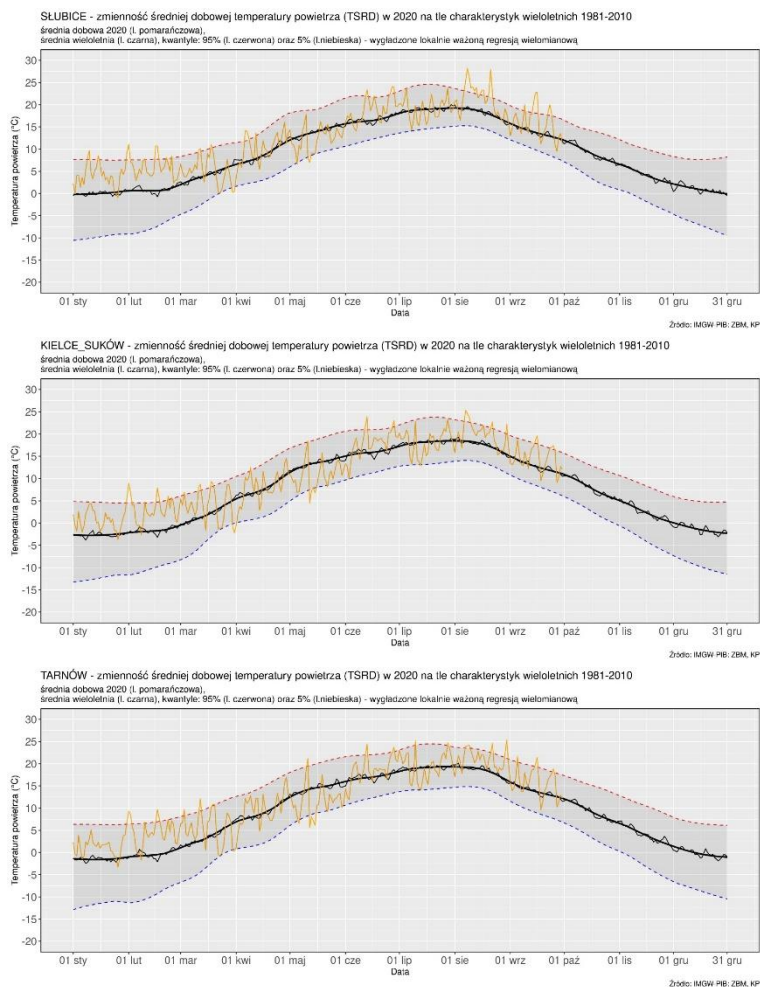 SŁUBICE - zmienność średniej dobowej temperatury powietrza (TSRD) w 2020 na tle charakterystyk wieloletnich 1981-2010
średnia dobowa 2020 (l. pomarańczowa),
średnia wieloletnia (l. czarna), kwantyle: 95% (l. czerwona) oraz 5% (l.niebieska) - wygładzone lokalnie ważoną regresją wielomianową
Temperatura powietrza (°C)
30
25
20
15
10
5
0
-5
-10
-15
-20
01 sty 01 lut 01 mar 01 kwi 01 maj 01 cze 01 lip 01 sie 01 wrz 01 paź 01 lis 01 gru 31 gru
Data
Źródło: IMGW-PIB: ZBM, KP
KIELCE_SUKÓW - zmienność średniej dobowej temperatury powietrza (TSRD) w 2020 na tle charakterystyk wieloletnich 1981-2010
średnia dobowa 2020 (l. pomarańczowa),
średnia wieloletnia (l. czarna), kwantyle: 95% (l. czerwona) oraz 5% (l.niebieska) - wygładzone lokalnie ważoną regresją wielomianową
Temperatura powietrza (°C)
30
25
20
15
10
5
0
-5
-10
-15
-20
01 sty 01 lut 01 mar 01 kwi 01 maj 01 cze 01 lip 01 sie 01 wrz 01 paź 01 lis 01 gru 31 gru
Data
Źródło: IMGW-PIB: ZBM, KP
TARNÓW - zmienność średniej dobowej temperatury powietrza (TSRD) w 2020 na tle charakterystyk wieloletnich 1981-2010
średnia dobowa 2020 (l. pomarańczowa),
średnia wieloletnia (l. czarna), kwantyle: 95% (l. czerwona) oraz 5% (l.niebieska) - wygładzone lokalnie ważoną regresją wielomianową
Temperatura powietrza (°C)
30
25
20
15
10
5
0
-5
-10
-15
-20
01 sty 01 lut 01 mar 01 kwi 01 maj 01 cze 01 lip 01 sie 01 wrz 01 paź 01 lis 01 gru 31 gru
Data
Źródło: IMGW-PIB: ZBM, KP